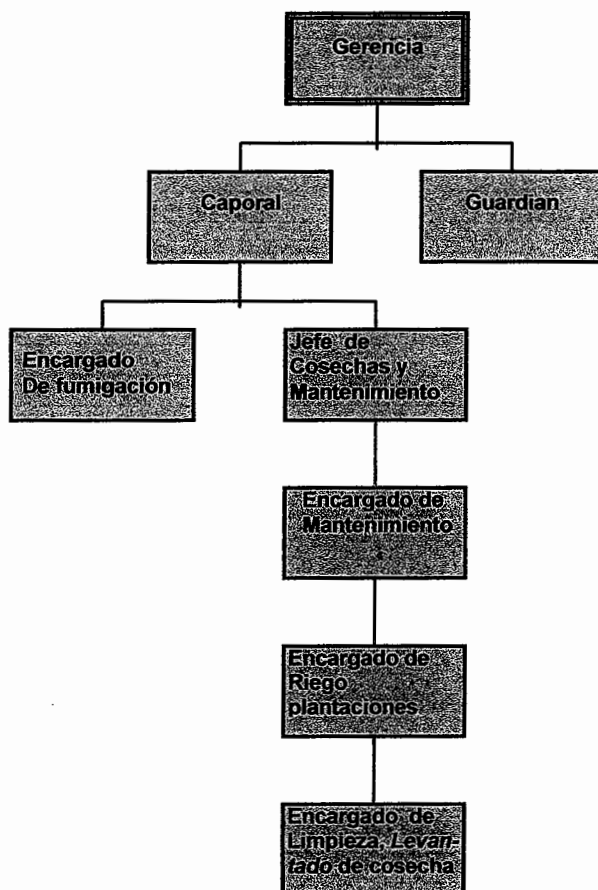 Gerencia
Caporal
Guardian
Encargado
De fumigación
Jefe de
Cosechas y
Mantenimiento
Encargado de
Mantenimiento
Encargado de
Riego
plantaciones
Encargado de
Limpieza, Levan-
tado de cosecha